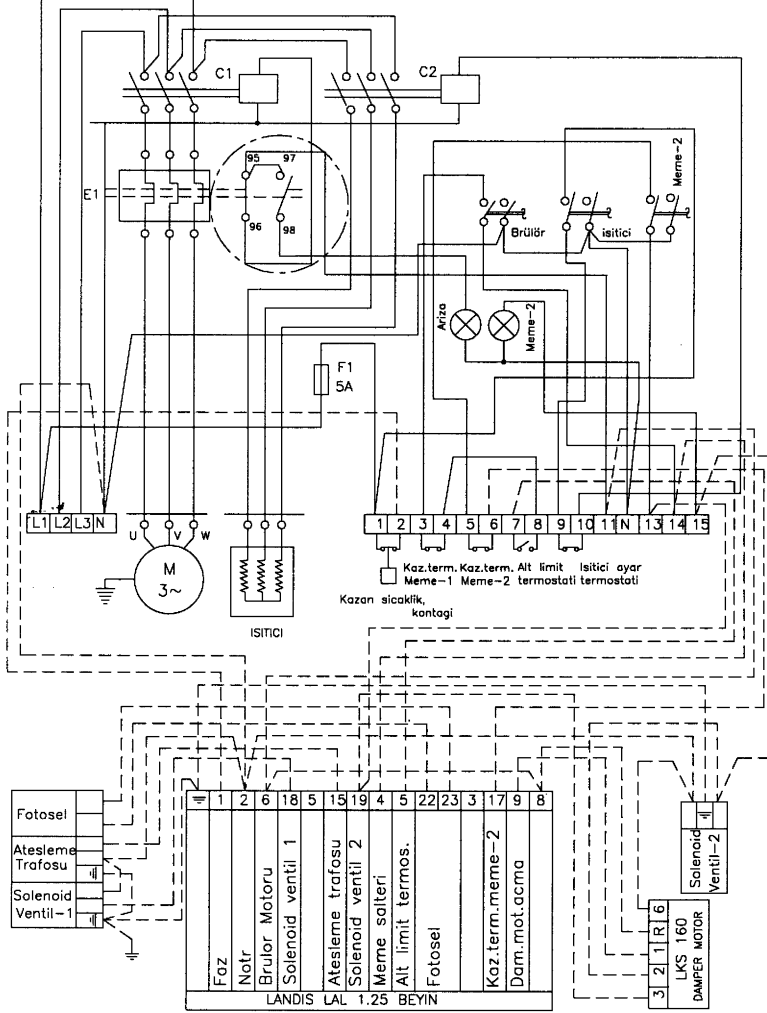 C1
C2
E1
95 97
96 98
Meme-2
Brülör
isitici
Ariza
Meme-2
F1
5A
L1 L2 L3 N
U V W
M
3~
ISITICI
1 2 3 4 5 6 7 8 9 10 11 N 13 14 15
Kaz.term. Kaz.term. Alt limit Isitici ayar
Meme-1 Meme-2 termostati termostati
Kazan sicaklik,
kontagi
Fotosel
Atesleme
Trafosu
Solenoid
Ventil-1
1 2 6 18 5 15 19 4 5 22 23 3 17 9 8
Faz
Notr
Brulor Motoru
Solenoid ventil 1
Atesleme trafosu
Solenoid ventil 2
Meme salteri
Alt limit termos.
Fotosel
Kaz.term.meme-2
Dam.mot.acma
LANDIS LAL 1.25 BEYIN
Solenoid
Ventil-2
3 2 1 R 6
LKS 160
DAMPER MOTOR